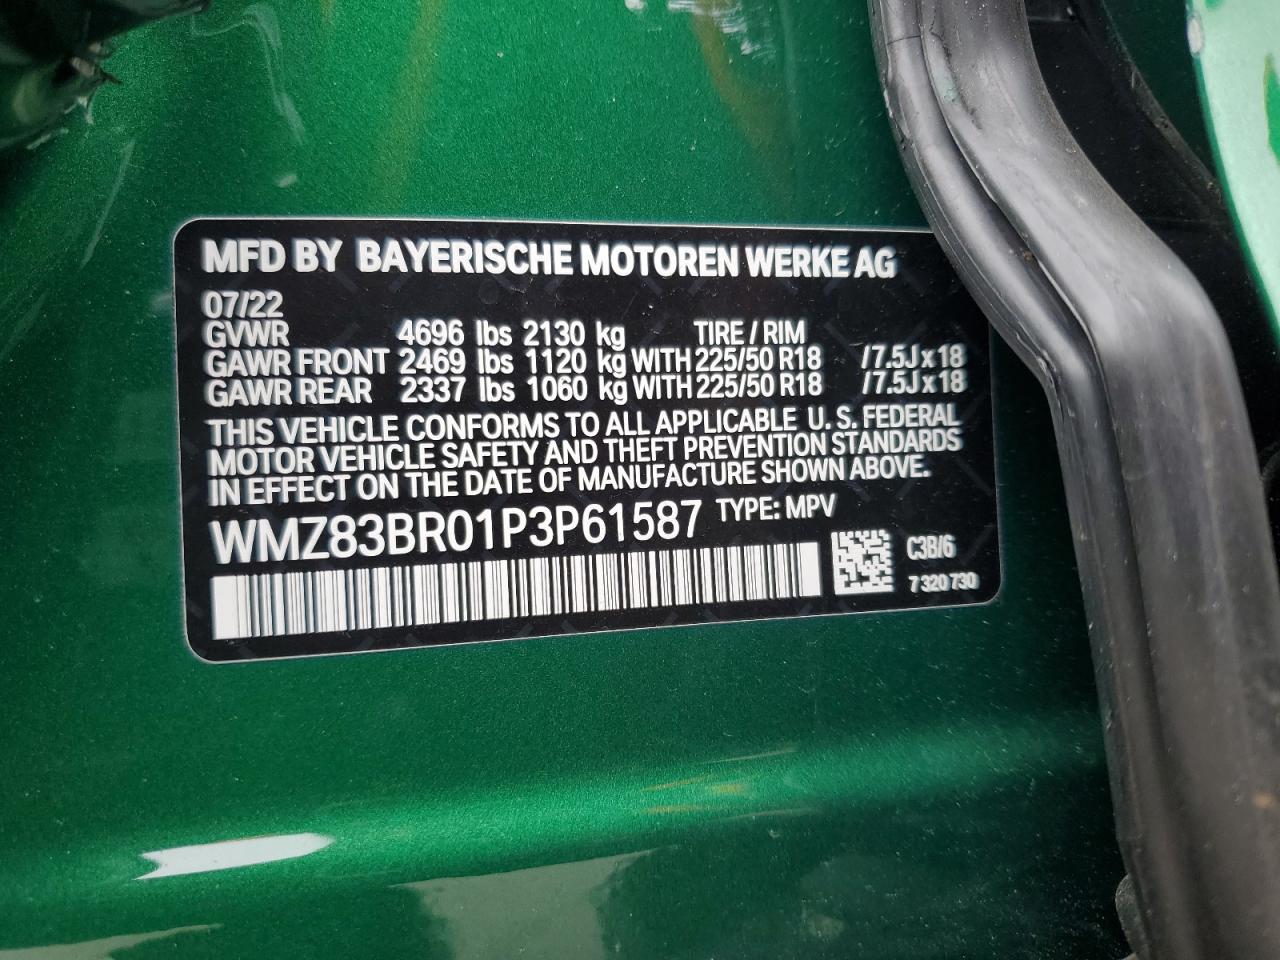 MFD BY BAYERISCHE MOTOREN WERKE AG
07/22
GVWR 4696 lbs 2130 kg TIRE / RIM
GAWR FRONT 2469 lbs 1120 kg WITH 225/50 R18 /7.5J x 18
GAWR REAR 2337 lbs 1060 kg WITH 225/50 R18 /7.5J x 18
THIS VEHICLE CONFORMS TO ALL APPLICABLE U. S. FEDERAL
MOTOR VEHICLE SAFETY AND THEFT PREVENTION STANDARDS
IN EFFECT ON THE DATE OF MANUFACTURE SHOWN ABOVE.
WMZ83BR01P3P61587 TYPE: MPV
C3B/6
7 320 730